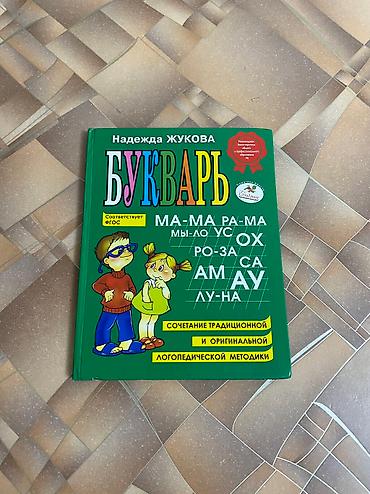 Надежда ЖУКОВА
БУКВАРЬ
Соответствует
ФГОС
МА-МА РА-МА
МЫ-ЛО УС ОХ
РО-ЗА
АМ СА АУ
ЛУ-НА
СОЧЕТАНИЕ ТРАДИЦИОННОЙ
И ОРИГИНАЛЬНОЙ
ЛОГОПЕДИЧЕСКОЙ МЕТОДИКИ